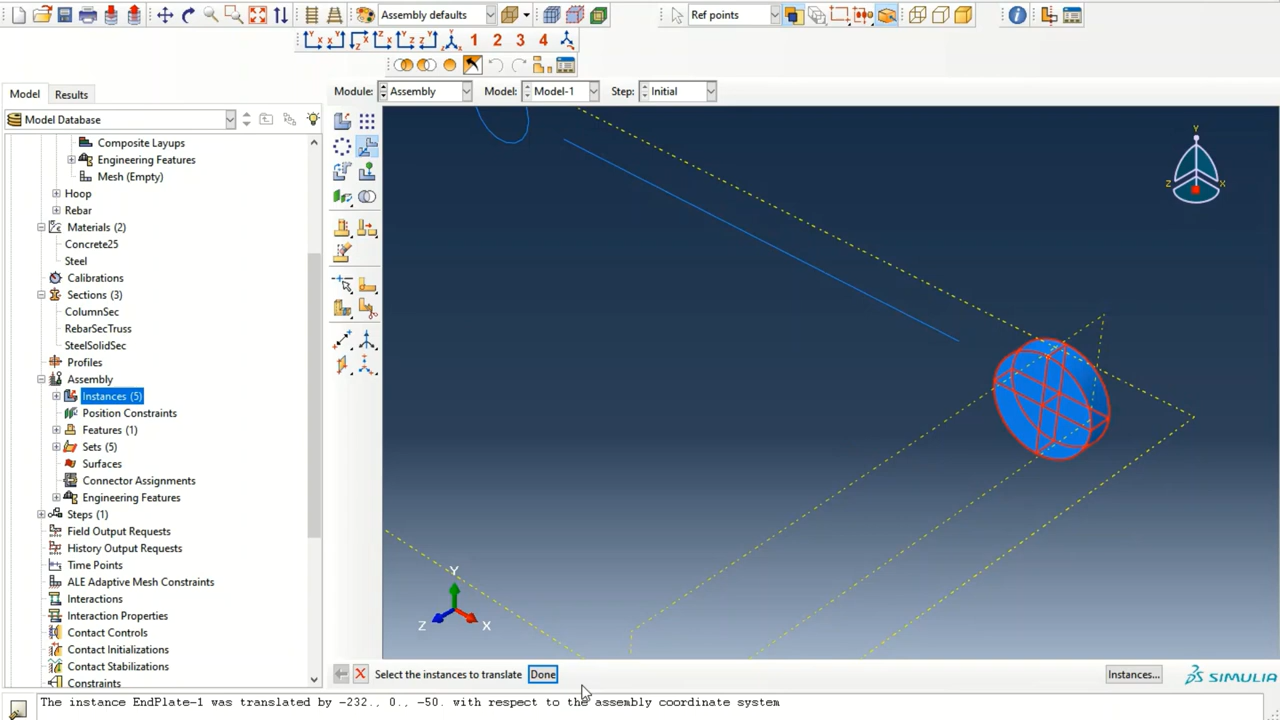 Assembly defaults
Ref points
1 2 3 4
Model Results
Module: Assembly Model: Model-1 Step: Initial
Model Database
Composite Layups
Engineering Features
Mesh (Empty)
Hoop
Rebar
Materials (2)
Concrete25
Steel
Calibrations
Sections (3)
ColumnSec
RebarSecTruss
SteelSolidSec
Profiles
Assembly
Instances (5)
Position Constraints
Features (1)
Sets (5)
Surfaces
Connector Assignments
Engineering Features
Steps (1)
Field Output Requests
History Output Requests
Time Points
ALE Adaptive Mesh Constraints
Interactions
Interaction Properties
Contact Controls
Contact Initializations
Contact Stabilizations
Constraints
Y
Z X
Y
Z X
Select the instances to translate Done
Instances...
SIMULIA
The instance EndPlate-1 was translated by -232., 0., -50. with respect to the assembly coordinate system